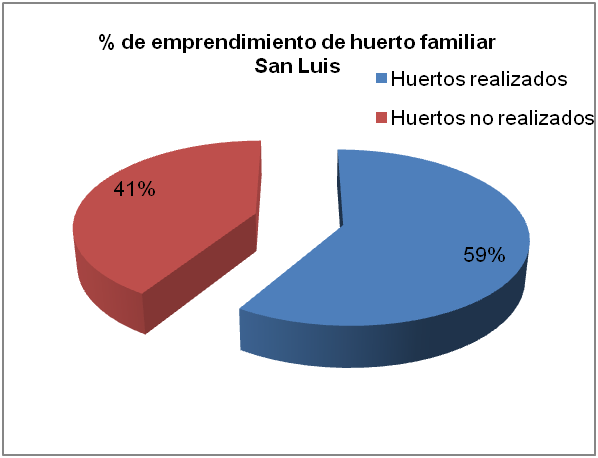 % de emprendimiento de huerto familiar
San Luis
Huertos realizados
Huertos no realizados
41%
59%